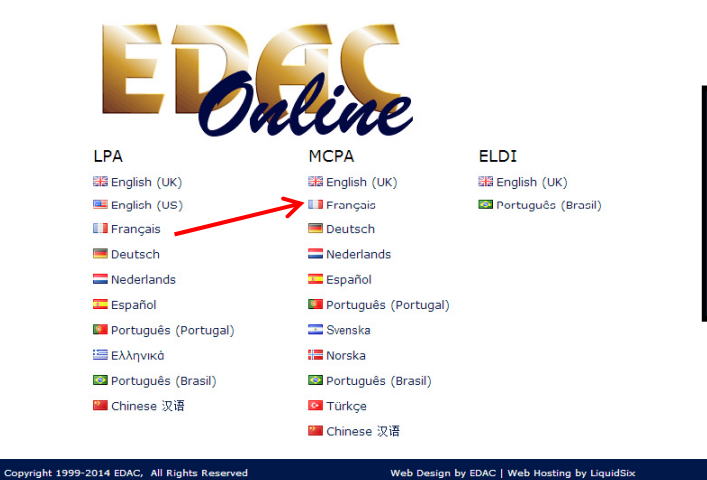 EDAC
Online
LPA
English (UK)
English (US)
Français
Deutsch
Nederlands
Español
Português (Portugal)
Ελληνικά
Português (Brasil)
Chinese 汉语
MCPA
English (UK)
Français
Deutsch
Nederlands
Español
Português (Portugal)
Svenska
Norska
Português (Brasil)
Türkçe
Chinese 汉语
ELDI
English (UK)
Português (Brasil)
Copyright 1999-2014 EDAC, All Rights Reserved
Web Design by EDAC | Web Hosting by LiquidSix